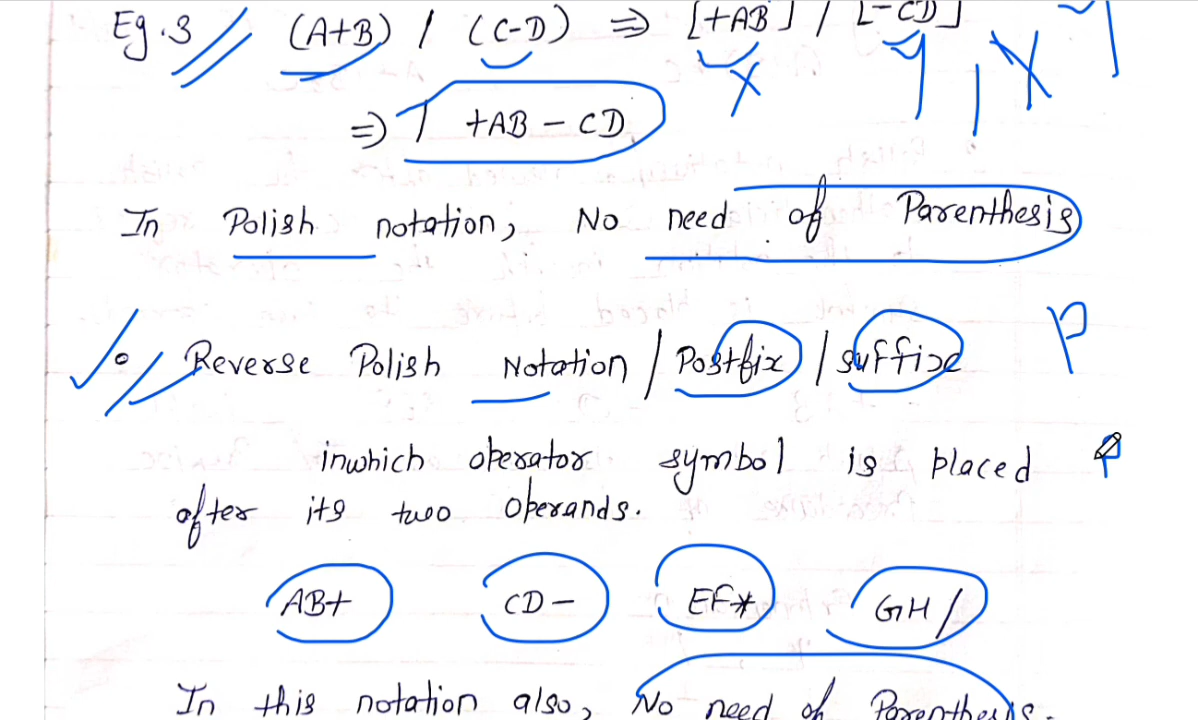 Eg.3 (A+B) / (C-D) ⇒ [+AB] / [-CD]
x y / x y
⇒ / +AB - CD
In Polish notation, No need of Parenthesis
Reverse Polish Notation / Postfix / suffix P
inwhich operator symbol is placed
after its two operands.
AB+ CD- EF* GH/
In this notation also, No need of Parenthesis.